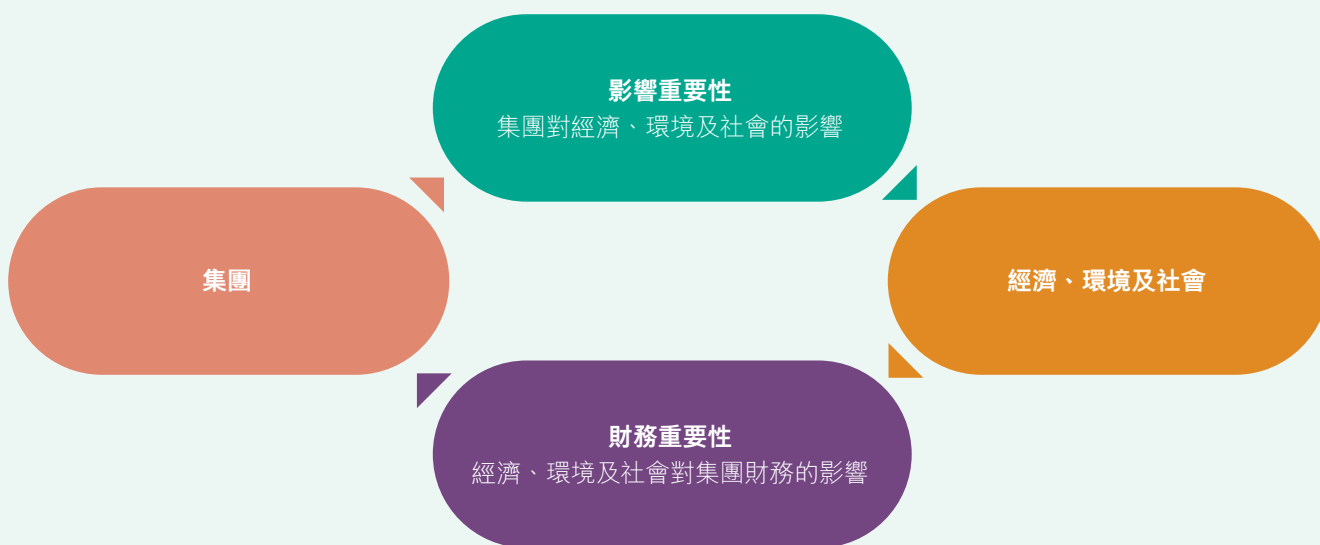 影響重要性
集團對經濟、環境及社會的影響
集團
經濟、環境及社會
財務重要性
經濟、環境及社會對集團財務的影響